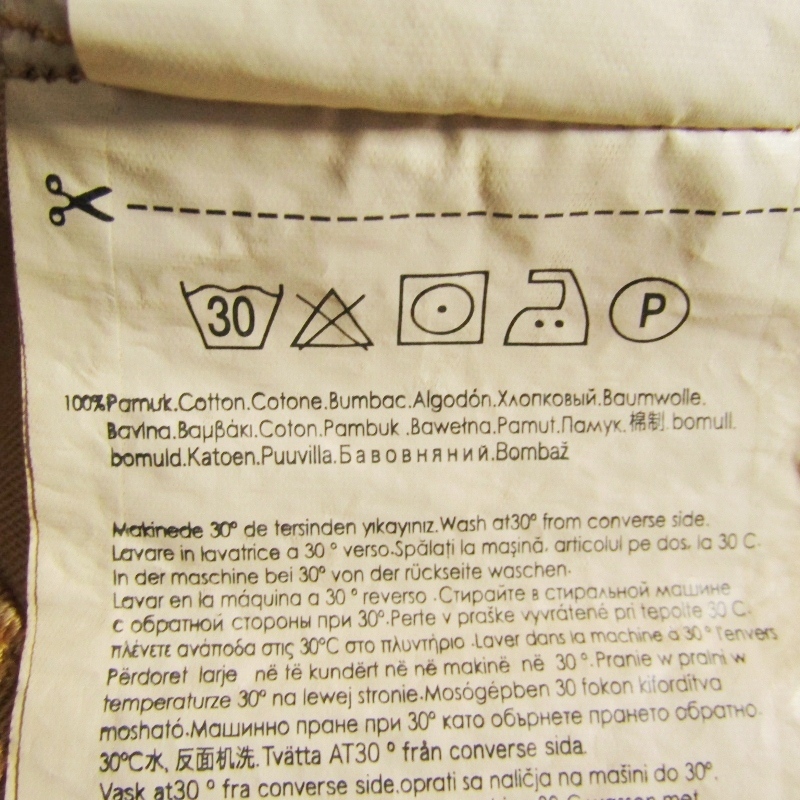 30 P
100%Pamuk.Cotton.Cotone.Bumbac.Algodón.Хлопковый.Baumwolle.
Bavlna.Βαμβάκι.Coton.Pambuk .Bawełna.Pamut.Памук.棉制.bomull.
bomuld.Katoen.Puuvilla.Бавовняний.Bombaž
Makinede 30° de tersinden yıkayınız.Wash at30° from converse side.
Lavare in lavatrice a 30 ° verso.Spălați la maşină, articolul pe dos, la 30 C.
In der maschine bei 30° von der rückseite waschen.
Lavar en la máquina a 30 ° reverso .Стирайте в стиральной машине
с обратной стороны при 30°.Perte v praške vyvrátené pri tepolte 30 C.
πλένετε ανάποδα στις 30°C στο πλυντήριο .Laver dans la machine a 30 ° l'envers
Përdoret larje në të kundërt në në makinë në 30 °.Pranie w praini w
temperaturze 30° na lewej stronie.Mosógépben 30 fokon kifordítva
mosható.Машинно пране при 30° като обърнете прането обратно.
30°C水, 反面机洗.Tvätta AT30 ° från converse sida.
Vask at30 ° fra converse side.oprati sa naličja na mašini do 30°.